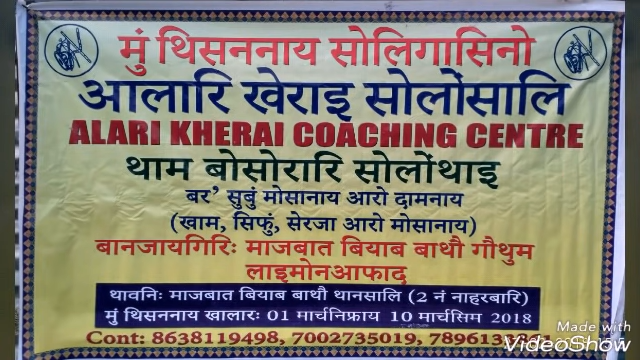 मुं थिसननाय सोलिगासिनो
आलारि खेराइ सोलोंसालि
ALARI KHERAI COACHING CENTRE
थाम बोसोरारि सोलोंथाइ
बर' सुबुं मोसानाय आरो दामनाय
(खाम, सिफुं, सेरजा आरो मोसानाय)
बानजायगिरिः माजबात बियाब बाथौ गौथुम
लाइमोनआफाद
थावनिः माजबात बियाब बाथौ थानसालि (2 नं नाहरबारि)
मुं थिसननाय खालारः 01 मार्चनिफ्राय 10 मार्चसिम 2018
Cont: 8638119498, 7002735019,
Made with
VideoShow